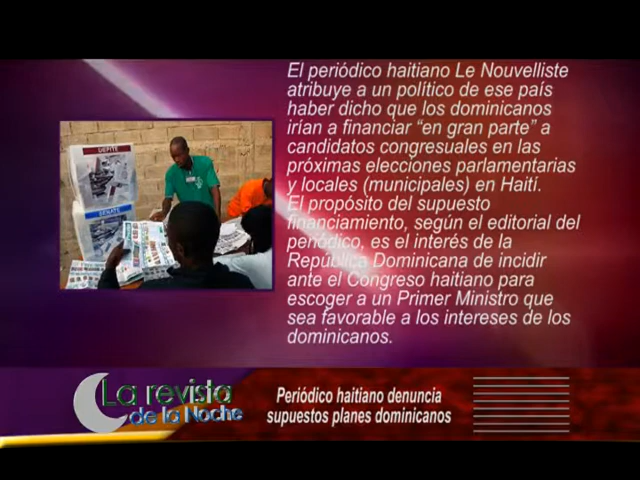 El periódico haitiano Le Nouvelliste
atribuye a un político de ese país
haber dicho que los dominicanos
irían a financiar “en gran parte” a
candidatos congresuales en las
próximas elecciones parlamentarias
y locales (municipales) en Haití.
El propósito del supuesto
financiamiento, según el editorial del
periódico, es el interés de la
República Dominicana de incidir
ante el Congreso haitiano para
escoger a un Primer Ministro que
sea favorable a los intereses de los
dominicanos.
DEPITE
SENATE
La revista
de la Noche
Periódico haitiano denuncia
supuestos planes dominicanos